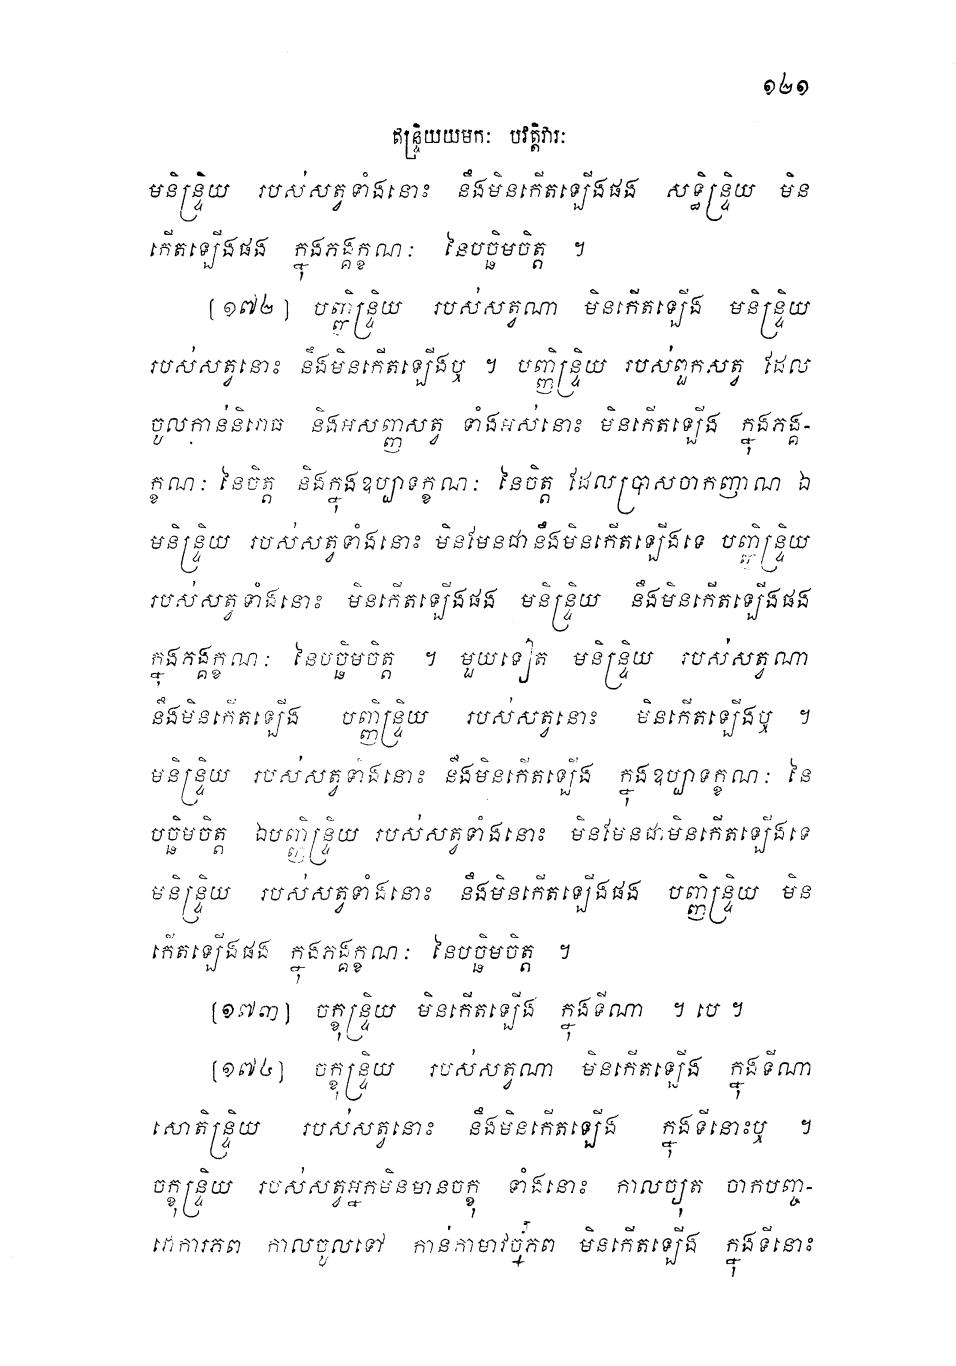 ១២១
ឥន្ទ្រិយយមកៈ បវត្តិវារៈ
មនិន្ទ្រិយ របស់សត្វទាំងនោះ នឹងមិនកើតឡើងផង សទ្ធិន្ទ្រិយ មិន
កើតឡើងផង ក្នុងភង្គក្ខណៈ នៃបច្ឆិមចិត្ត ។
[១៧២] បញ្ញិន្ទ្រិយ របស់សត្វណា មិនកើតឡើង មនិន្ទ្រិយ
របស់សត្វនោះ នឹងមិនកើតឡើងឬ ។ បញ្ញិន្ទ្រិយ របស់ពួកសត្វ ដែល
ចូលកាន់និរោធ និងអសញ្ញសត្វ ទាំងអស់នោះ មិនកើតឡើង ក្នុងភង្គ-
ក្ខណៈ នៃចិត្ត និងក្នុងឧប្បាទក្ខណៈ នៃចិត្ត ដែលប្រាសចាកញាណ ឯ
មនិន្ទ្រិយ របស់សត្វទាំងនោះ មិនមែនជានឹងមិនកើតឡើងទេ បញ្ញិន្ទ្រិយ
របស់សត្វទាំងនោះ មិនកើតឡើងផង មនិន្ទ្រិយ នឹងមិនកើតឡើងផង
ក្នុងភង្គក្ខណៈ នៃបច្ឆិមចិត្ត ។ មួយទៀត មនិន្ទ្រិយ របស់សត្វណា
នឹងមិនកើតឡើង បញ្ញិន្ទ្រិយ របស់សត្វនោះ មិនកើតឡើងឬ ។
មនិន្ទ្រិយ របស់សត្វទាំងនោះ នឹងមិនកើតឡើង ក្នុងឧប្បាទក្ខណៈ នៃ
បច្ឆិមចិត្ត ឯបញ្ញិន្ទ្រិយ របស់សត្វទាំងនោះ មិនមែនជាមិនកើតឡើងទេ
មនិន្ទ្រិយ របស់សត្វទាំងនោះ នឹងមិនកើតឡើងផង បញ្ញិន្ទ្រិយ មិន
កើតឡើងផង ក្នុងភង្គក្ខណៈ នៃបច្ឆិមចិត្ត ។
[១៧៣] ចក្ខុន្ទ្រិយ មិនកើតឡើង ក្នុងទីណា ។ បេ ។
[១៧៤] ចក្ខុន្ទ្រិយ របស់សត្វណា មិនកើតឡើង ក្នុងទីណា
សោតិន្ទ្រិយ របស់សត្វនោះ នឹងមិនកើតឡើង ក្នុងទីនោះឬ ។
ចក្ខុន្ទ្រិយ របស់សត្វអ្នកមិនមានចក្ខុ ទាំងនោះ កាលច្យុត ចាកបញ្ច-
វោការភព កាលចូលទៅ កាន់កាមាវច្ចរភព មិនកើតឡើង ក្នុងទីនោះ